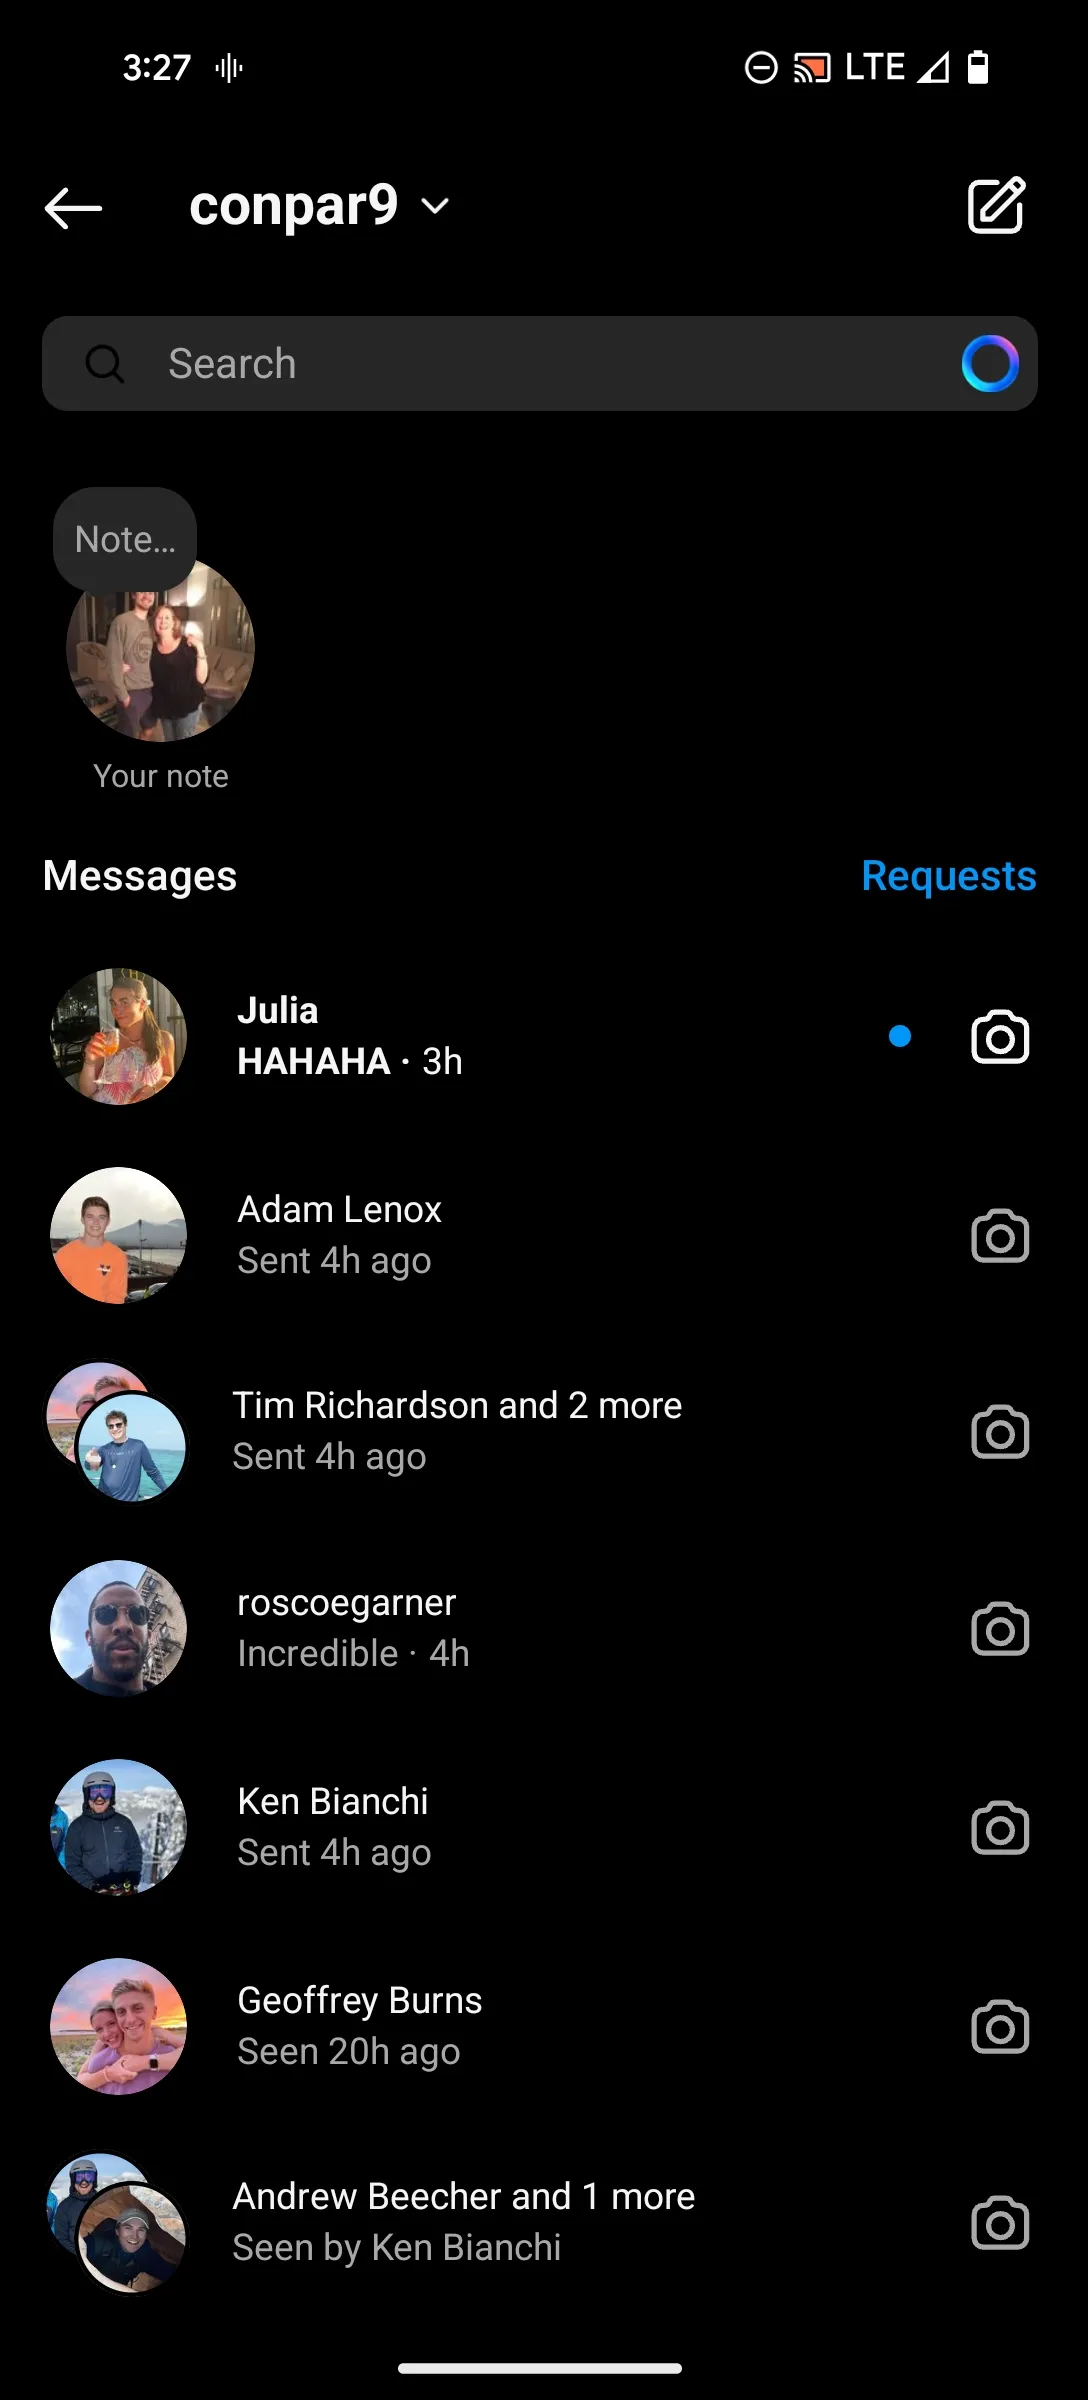 3:27
LTE
conpar9
Search
Note...
Your note
Messages
Requests
Julia
HAHAHA · 3h
Adam Lenox
Sent 4h ago
Tim Richardson and 2 more
Sent 4h ago
roscoegarner
Incredible · 4h
Ken Bianchi
Sent 4h ago
Geoffrey Burns
Seen 20h ago
Andrew Beecher and 1 more
Seen by Ken Bianchi